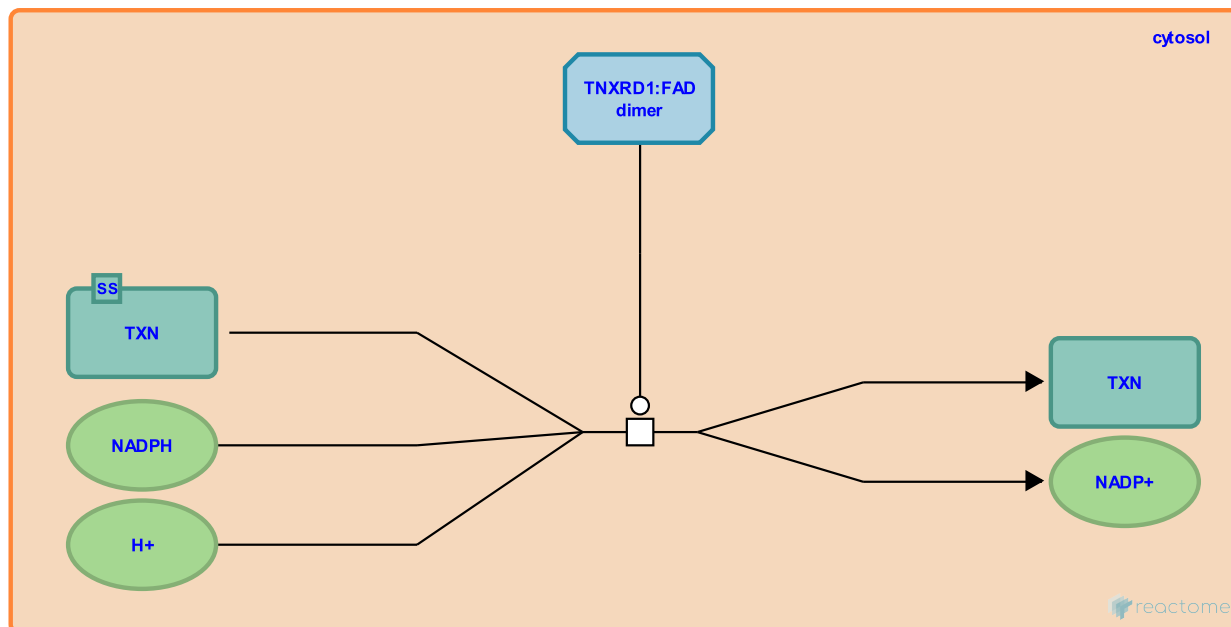 cytosol
TNXRD1:FAD
dimer
SS
TXN
NADPH
H+
TXN
NADP+
reactome